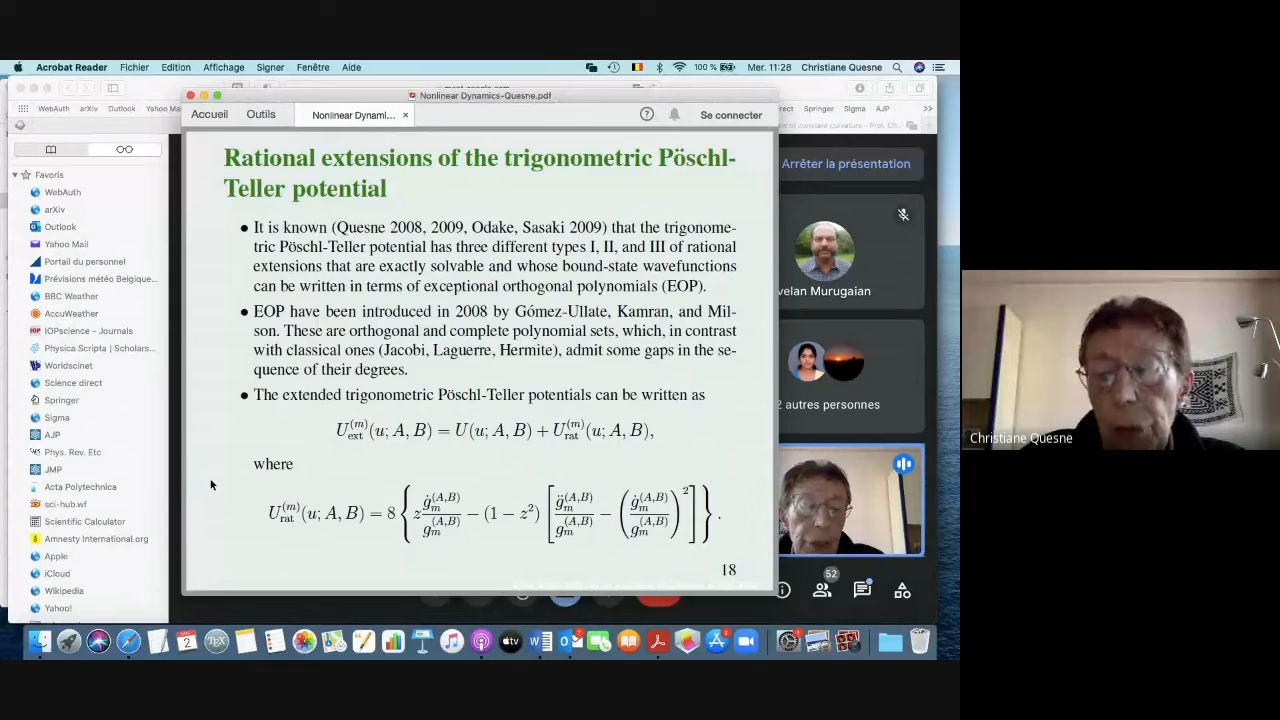 Acrobat Reader Fichier Edition Affichage Signer Fenêtre Aide 100 % Mer. 11:28 Christiane Quesne
Nonlinear Dynamics-Quesne.pdf
Accueil Outils Nonlinear Dynami... × Se connecter
WebAuth arXiv Outlook Yahoo Ma
Springer Sigma AJP
Favoris
WebAuth
arXiv
Outlook
Yahoo Mail
Portail du personnel
Prévisions météo Belgique...
BBC Weather
AccuWeather
IOPscience - Journals
Physica Scripta | Scholars...
Worldscinet
Science direct
Springer
Sigma
AJP
Phys. Rev. Etc
JMP
Acta Polytechnica
sci-hub.wf
Scientific Calculator
Amnesty International.org
Apple
iCloud
Wikipedia
Yahoo!
Rational extensions of the trigonometric Pöschl-
Teller potential
• It is known (Quesne 2008, 2009, Odake, Sasaki 2009) that the trigonome-
tric Pöschl-Teller potential has three different types I, II, and III of rational
extensions that are exactly solvable and whose bound-state wavefunctions
can be written in terms of exceptional orthogonal polynomials (EOP).
• EOP have been introduced in 2008 by Gómez-Ullate, Kamran, and Mil-
son. These are orthogonal and complete polynomial sets, which, in contrast
with classical ones (Jacobi, Laguerre, Hermite), admit some gaps in the se-
quence of their degrees.
• The extended trigonometric Pöschl-Teller potentials can be written as
U_ext^(m)(u; A, B) = U(u; A, B) + U_rat^(m)(u; A, B),
where
U_rat^(m)(u; A, B) = 8 { z ġ_m^(A,B)/g_m^(A,B) − (1 − z²) [ g̈_m^(A,B)/g_m^(A,B) − ( ġ_m^(A,B)/g_m^(A,B) )² ] } .
18
Arrêter la présentation
velan Murugaian
2 autres personnes
52
Christiane Quesne